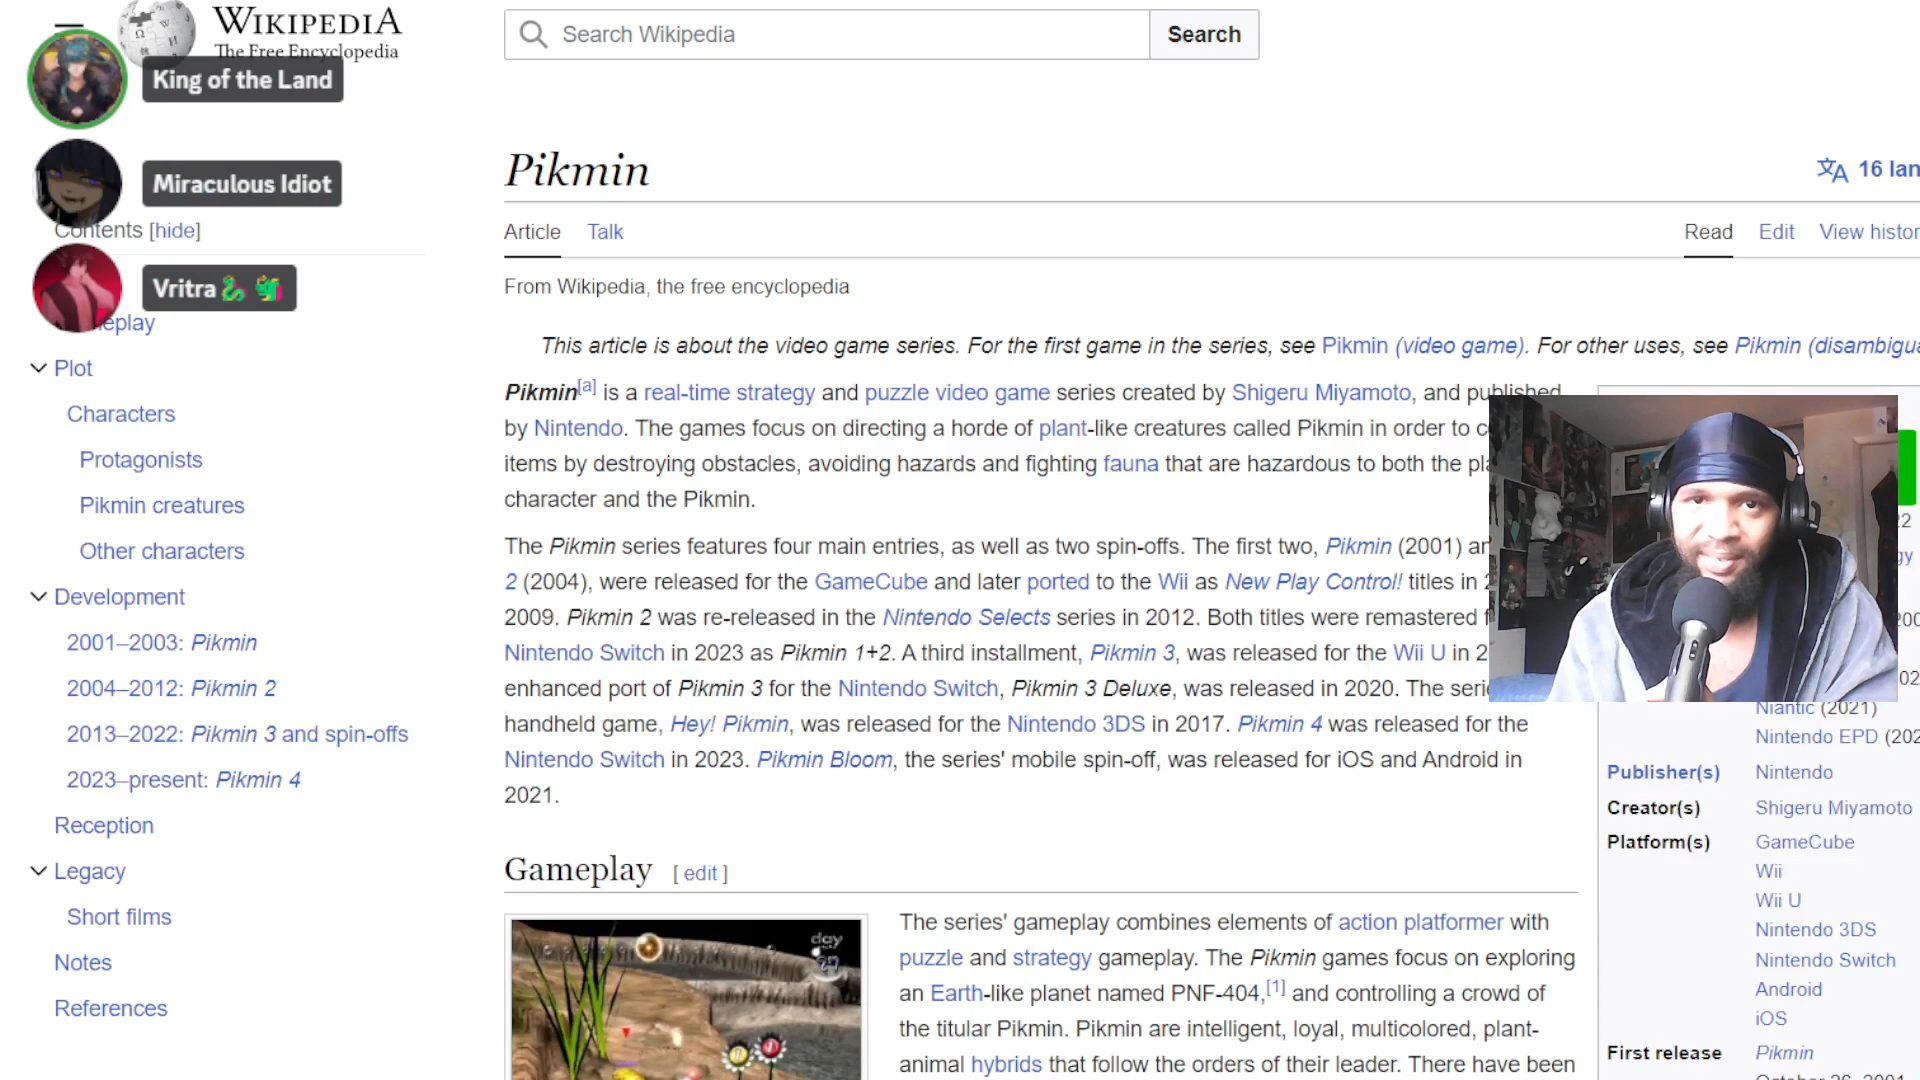 WIKIPEDIA
The Free Encyclopedia
Search Wikipedia
Search
King of the Land
Miraculous Idiot
Vritra🐉
Contents [hide]
eplay
Plot
Characters
Protagonists
Pikmin creatures
Other characters
Development
2001–2003: Pikmin
2004–2012: Pikmin 2
2013–2022: Pikmin 3 and spin-offs
2023–present: Pikmin 4
Reception
Legacy
Short films
Notes
References
Pikmin
16 lan
Article Talk
Read Edit View histor
From Wikipedia, the free encyclopedia
This article is about the video game series. For the first game in the series, see Pikmin (video game). For other uses, see Pikmin (disambigua
Pikmin[a] is a real-time strategy and puzzle video game series created by Shigeru Miyamoto, and published
by Nintendo. The games focus on directing a horde of plant-like creatures called Pikmin in order to c
items by destroying obstacles, avoiding hazards and fighting fauna that are hazardous to both the pla
character and the Pikmin.
The Pikmin series features four main entries, as well as two spin-offs. The first two, Pikmin (2001) an
2 (2004), were released for the GameCube and later ported to the Wii as New Play Control! titles in 2
2009. Pikmin 2 was re-released in the Nintendo Selects series in 2012. Both titles were remastered f
Nintendo Switch in 2023 as Pikmin 1+2. A third installment, Pikmin 3, was released for the Wii U in 2
enhanced port of Pikmin 3 for the Nintendo Switch, Pikmin 3 Deluxe, was released in 2020. The seri
handheld game, Hey! Pikmin, was released for the Nintendo 3DS in 2017. Pikmin 4 was released for the
Nintendo Switch in 2023. Pikmin Bloom, the series' mobile spin-off, was released for iOS and Android in
2021.
Gameplay [ edit ]
day
27
The series' gameplay combines elements of action platformer with
puzzle and strategy gameplay. The Pikmin games focus on exploring
an Earth-like planet named PNF-404,[1] and controlling a crowd of
the titular Pikmin. Pikmin are intelligent, loyal, multicolored, plant-
animal hybrids that follow the orders of their leader. There have been
Niantic (2021)
Nintendo EPD (202
Publisher(s) Nintendo
Creator(s) Shigeru Miyamoto
Platform(s) GameCube
Wii
Wii U
Nintendo 3DS
Nintendo Switch
Android
iOS
First release Pikmin
October 26, 2001